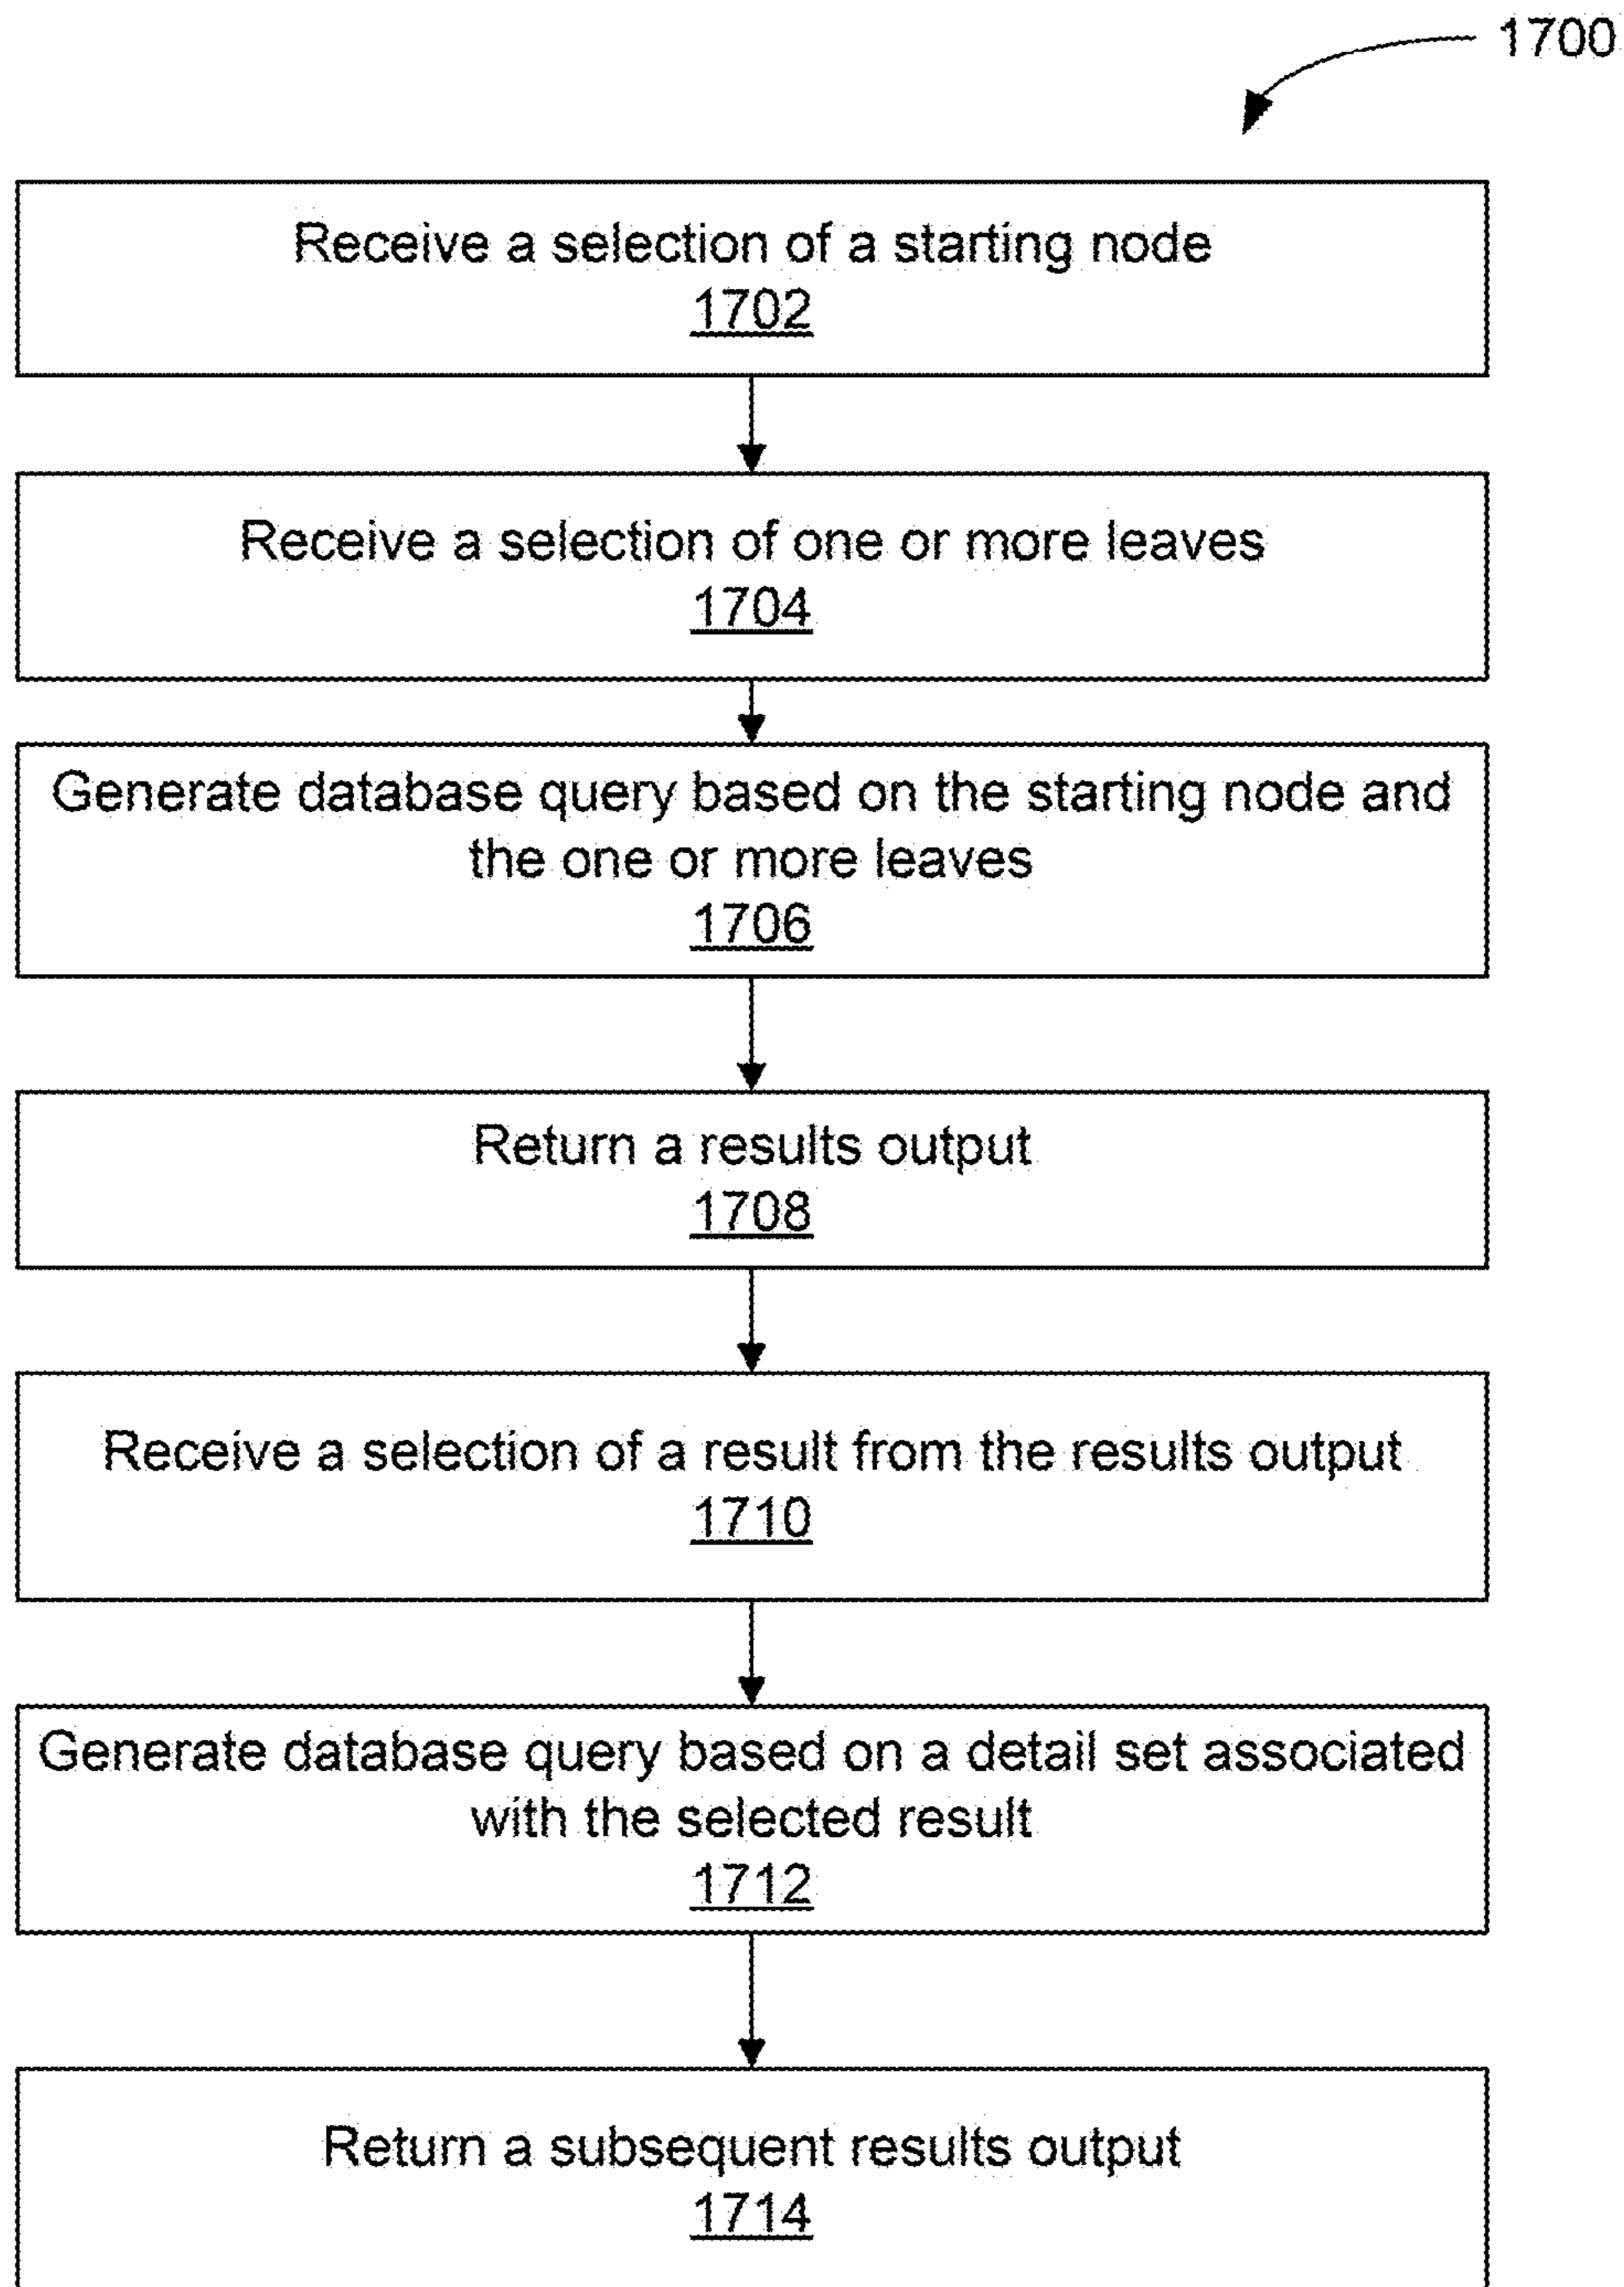 1700
Receive a selection of a starting node
1702
Receive a selection of one or more leaves
1704
Generate database query based on the starting node and
the one or more leaves
1706
Return a results output
1708
Receive a selection of a result from the results output
1710
Generate database query based on a detail set associated
with the selected result
1712
Return a subsequent results output
1714